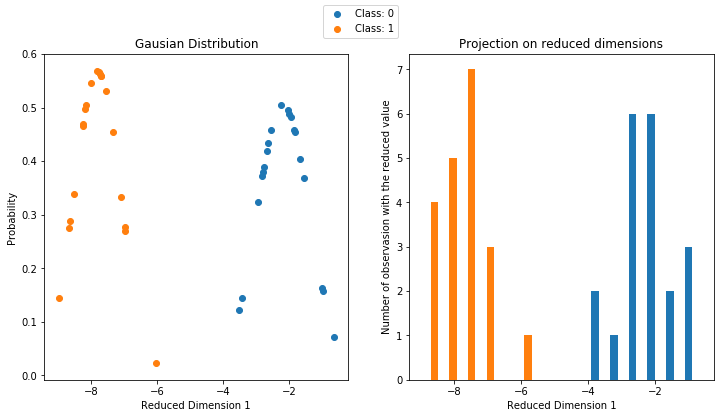 Class: 0
Class: 1
Gausian Distribution
Projection on reduced dimensions
0.6
0.5
0.4
0.3
0.2
0.1
0.0
Probability
−8
−6
−4
−2
Reduced Dimension 1
7
6
5
4
3
2
1
0
Number of observasion with the reduced value
−8
−6
−4
−2
Reduced Dimension 1